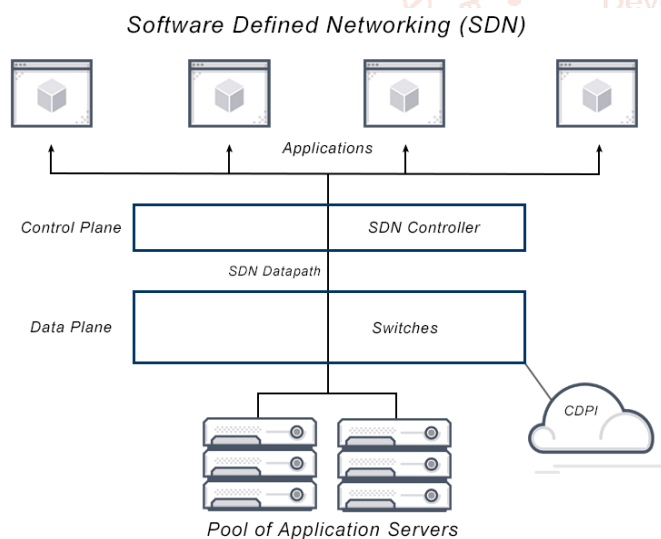 Software Defined Networking (SDN)
Applications
Control Plane
SDN Controller
SDN Datapath
Data Plane
Switches
CDPI
Pool of Application Servers